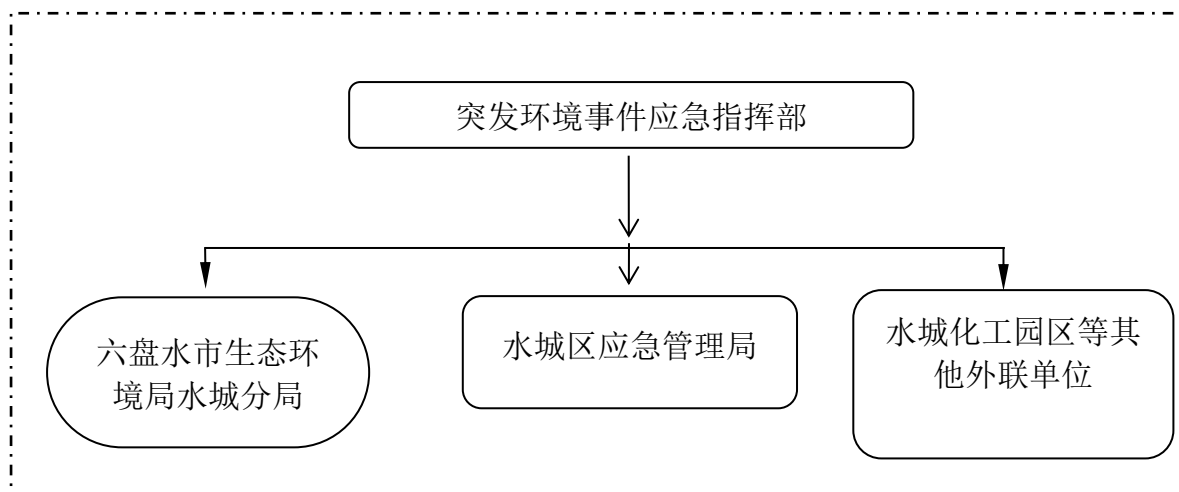 突发环境事件应急指挥部
六盘水市生态环
境局水城分局
水城区应急管理局
水城化工园区等其
他外联单位